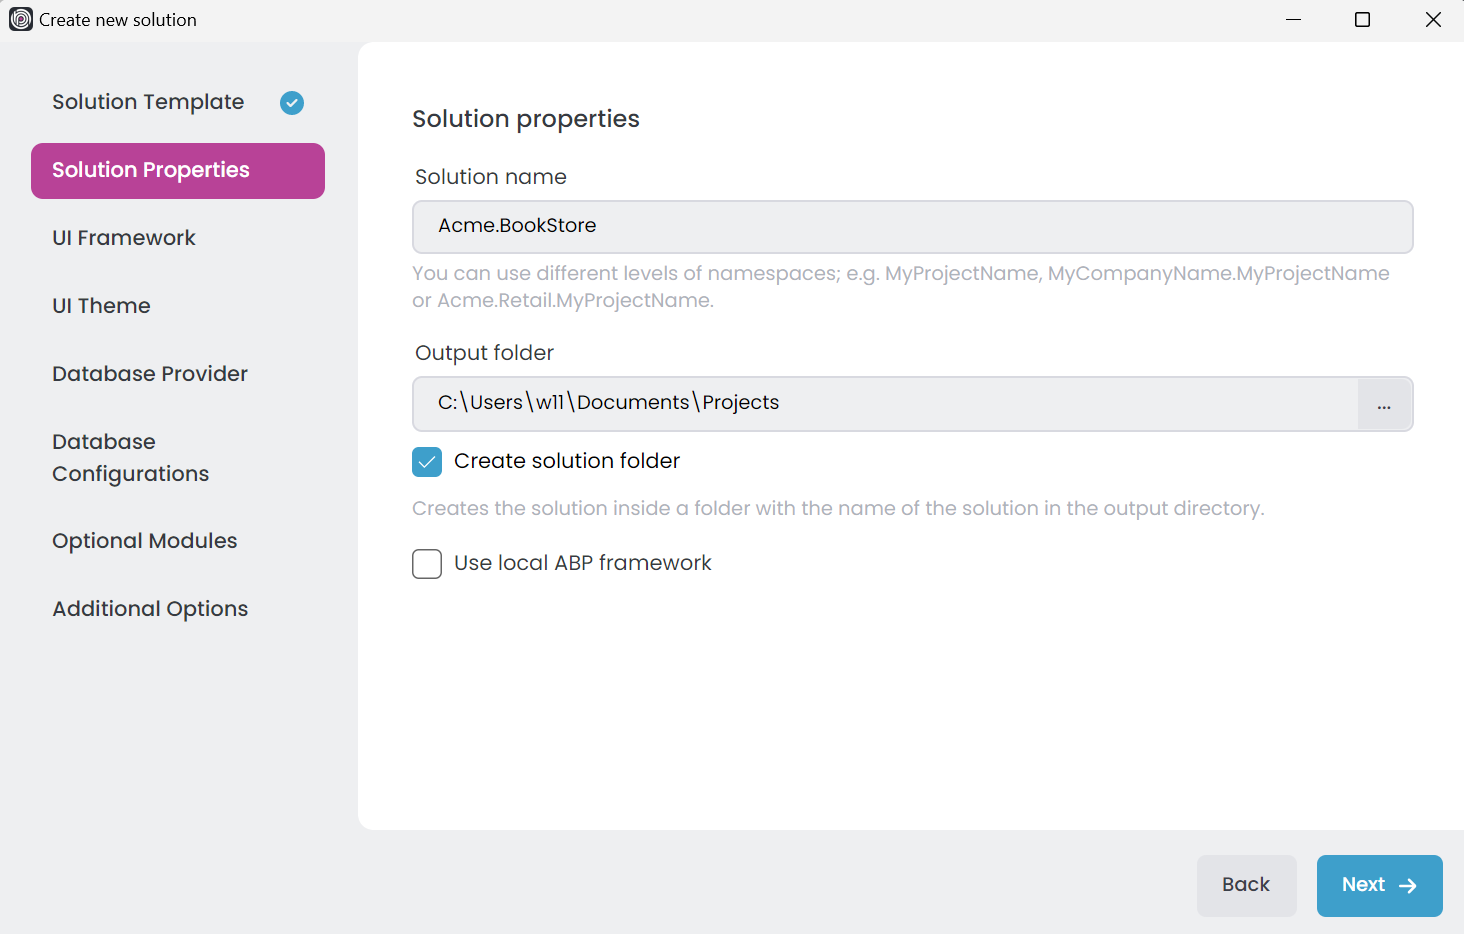 Create new solution
Solution Template
Solution Properties
UI Framework
UI Theme
Database Provider
Database
Configurations
Optional Modules
Additional Options
Solution properties
Solution name
Acme.BookStore
You can use different levels of namespaces; e.g. MyProjectName, MyCompanyName.MyProjectName
or Acme.Retail.MyProjectName.
Output folder
C:\Users\w11\Documents\Projects
...
Create solution folder
Creates the solution inside a folder with the name of the solution in the output directory.
Use local ABP framework
Back
Next →